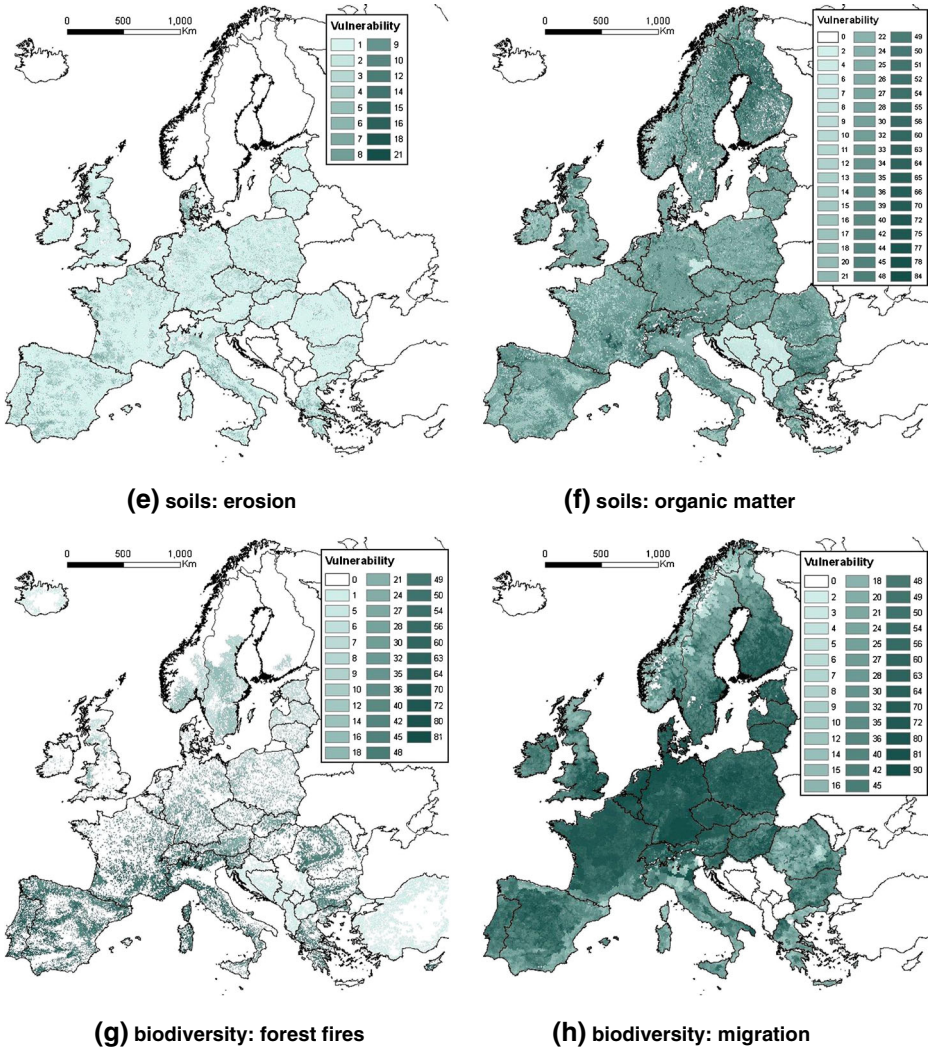 0 500 1,000
Km
Vulnerability
1 9
2 10
3 12
4 14
5 15
6 16
7 18
8 21
(e) soils: erosion
0 500 1,000
Km
Vulnerability
0 22 49
2 24 50
4 25 51
6 26 52
7 27 54
8 28 55
9 30 56
10 32 60
11 33 63
12 34 64
13 35 65
14 36 66
15 39 70
16 40 72
17 42 75
18 44 77
20 45 78
21 48 84
(f) soils: organic matter
0 500 1,000
Km
Vulnerability
0 21 49
1 24 50
5 27 54
6 28 56
7 30 60
8 32 63
9 35 64
10 36 70
12 40 72
14 42 80
16 45 81
18 48
(g) biodiversity: forest fires
0 500 1,000
Km
Vulnerability
0 18 48
2 20 49
3 21 50
4 24 54
5 25 56
6 27 60
7 28 63
8 30 64
9 32 70
10 35 72
12 36 80
14 40 81
15 42 90
16 45
(h) biodiversity: migration